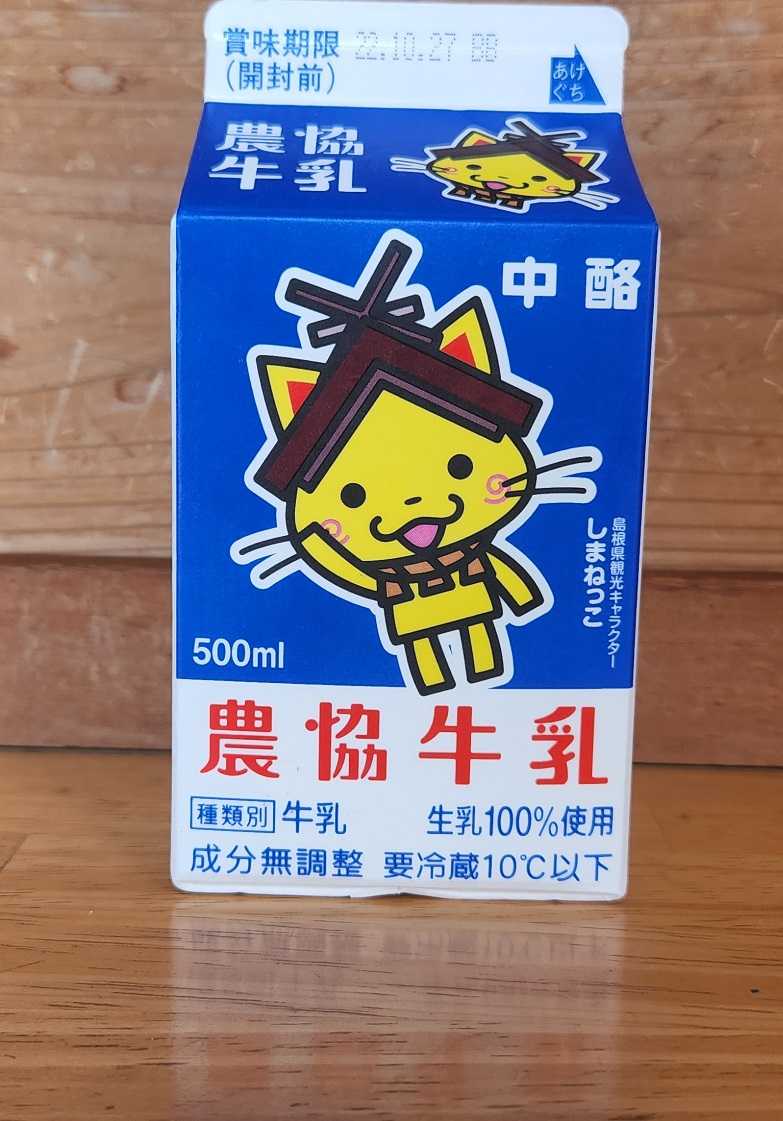 賞味期限 22.10.27 BB
(開封前)
あけ
ぐち
農協
牛乳
中酪
島根県観光キャラクター
しまねっこ
500ml
農協牛乳
種類別 牛乳 生乳100%使用
成分無調整 要冷蔵10℃以下